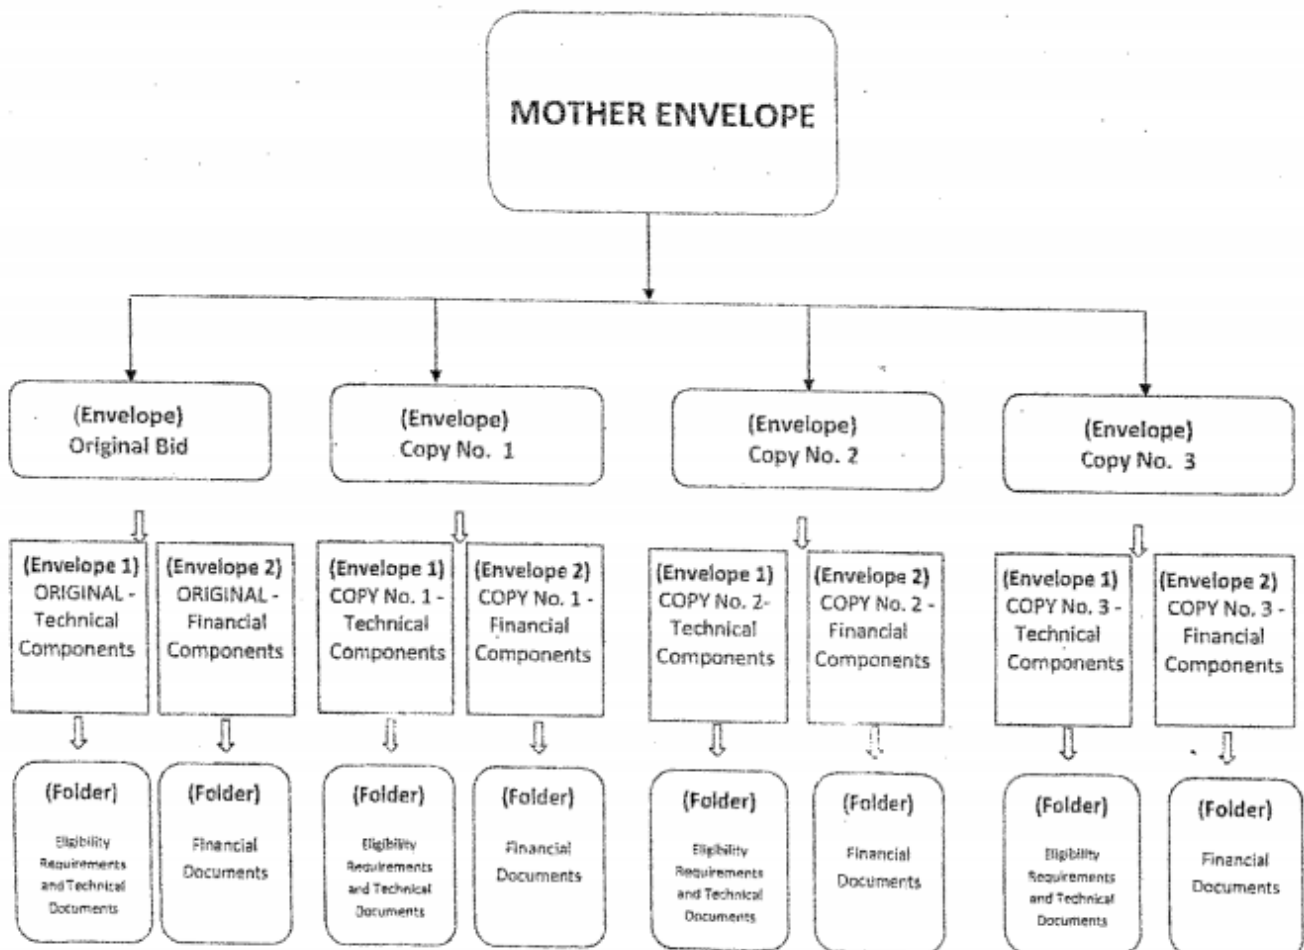 MOTHER ENVELOPE
(Envelope)
Original Bid
(Envelope)
Copy No. 1
(Envelope)
Copy No. 2
(Envelope)
Copy No. 3
(Envelope 1)
ORIGINAL -
Technical
Components
(Envelope 2)
ORIGINAL -
Financial
Components
(Envelope 1)
COPY No. 1 -
Technical
Components
(Envelope 2)
COPY No. 1 -
Financial
Components
(Envelope 1)
COPY No. 2-
Technical
Components
(Envelope 2)
COPY No. 2 -
Financial
Components
(Envelope 1)
COPY No. 3 -
Technical
Components
(Envelope 2)
COPY No. 3 -
Financial
Components
(Folder)
Eligibility
Requirements
and Technical
Documents
(Folder)
Financial
Documents
(Folder)
Eligibility
Requirements
and Technical
Documents
(Folder)
Financial
Documents
(Folder)
Eligibility
Requirements
and Technical
Documents
(Folder)
Financial
Documents
(Folder)
Eligibility
Requirements
and Technical
Documents
(Folder)
Financial
Documents